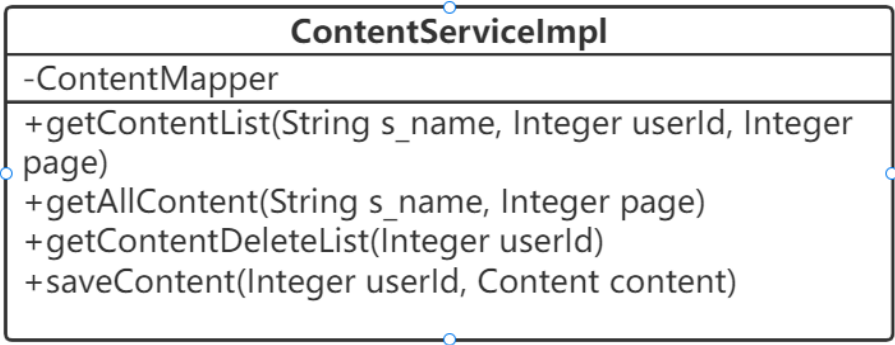 ContentServiceImpl
-ContentMapper
+getContentList(String s_name, Integer userId, Integer
page)
+getAllContent(String s_name, Integer page)
+getContentDeleteList(Integer userId)
+saveContent(Integer userId, Content content)